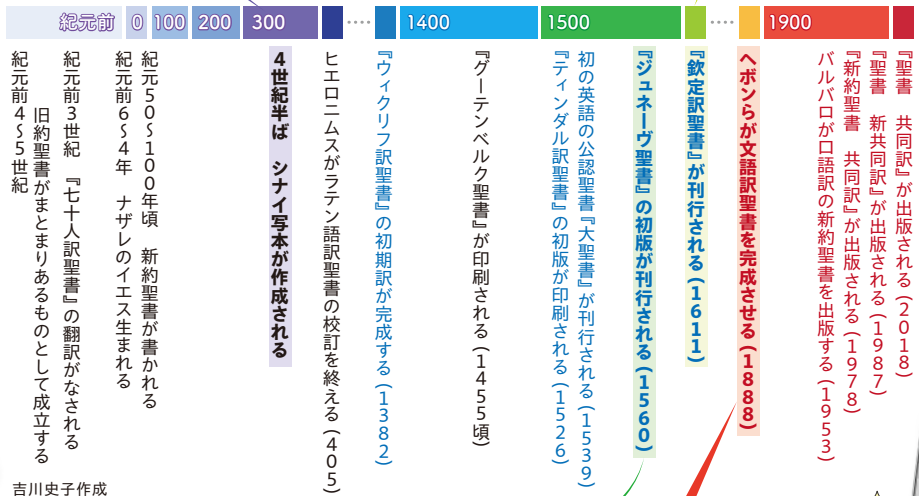 紀元前 0 100 200 300 1400 1500 1900
紀元前4〜5世紀
旧約聖書がまとまりあるものとして成立する
紀元前3世紀 『七十人訳聖書』の翻訳がなされる
紀元前6〜4年 ナザレのイエス生まれる
紀元50〜100年頃 新約聖書が書かれる
4世紀半ば シナイ写本が作成される
ヒエロニムスがラテン語訳聖書の校訂を終える(405)
『ウィクリフ訳聖書』の初期訳が完成する(1382)
『グーテンベルク聖書』が印刷される(1455頃)
『ティンダル訳聖書』の初版が印刷される(1526)
初の英語の公認聖書『大聖書』が刊行される(1539)
『ジュネーヴ聖書』の初版が刊行される(1560)
『欽定訳聖書』が刊行される(1611)
ヘボンらが文語訳聖書を完成させる(1888)
バルバロが口語訳の新約聖書を出版する(1953)
『新約聖書 共同訳』が出版される(1978)
『聖書 新共同訳』が出版される(1987)
『聖書 共同訳』が出版される(2018)
吉川史子作成